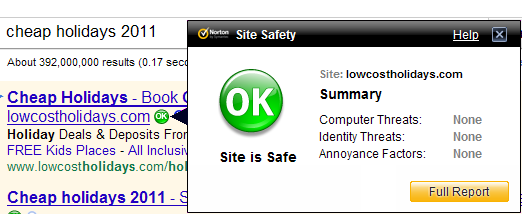 cheap holidays 2011
About 392,000,000 results (0.17 seco
Cheap Holidays - Book
lowcostholidays.com OK
Holiday Deals & Deposits From
FREE Kids Places - All Inclusiv
www.lowcostholidays.com/hol
Cheap holidays 2011 - S
Norton
by Symantec
Site Safety
Help
OK
Site is Safe
Site: lowcostholidays.com
Summary
Computer Threats: None
Identity Threats: None
Annoyance Factors: None
Full Report